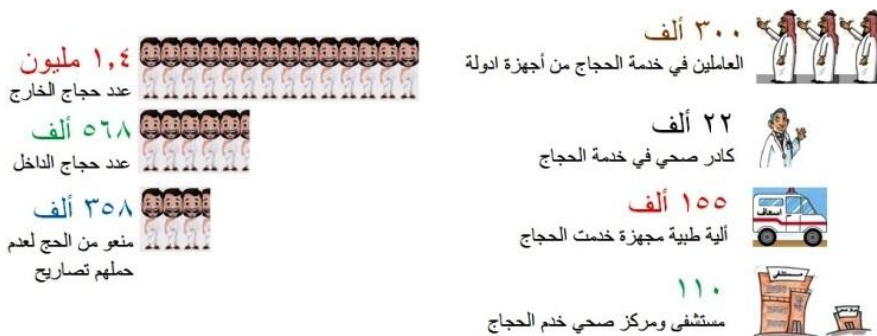 ٣٠٠ ألف
العاملين في خدمة الحجاج من أجهزة ادولة
٢٢ ألف
كادر صحي في خدمة الحجاج
١٥٥ ألف
ألية طبية مجهزة خدمت الحجاج
اسعاف
١١٠
مستشفى ومركز صحي خدم الحجاج
مستشفى
١,٤ مليون
عدد حجاج الخارج
٥٦٨ ألف
عدد حجاج الداخل
٣٥٨ ألف
منعو من الحج لعدم
حملهم تصاريح